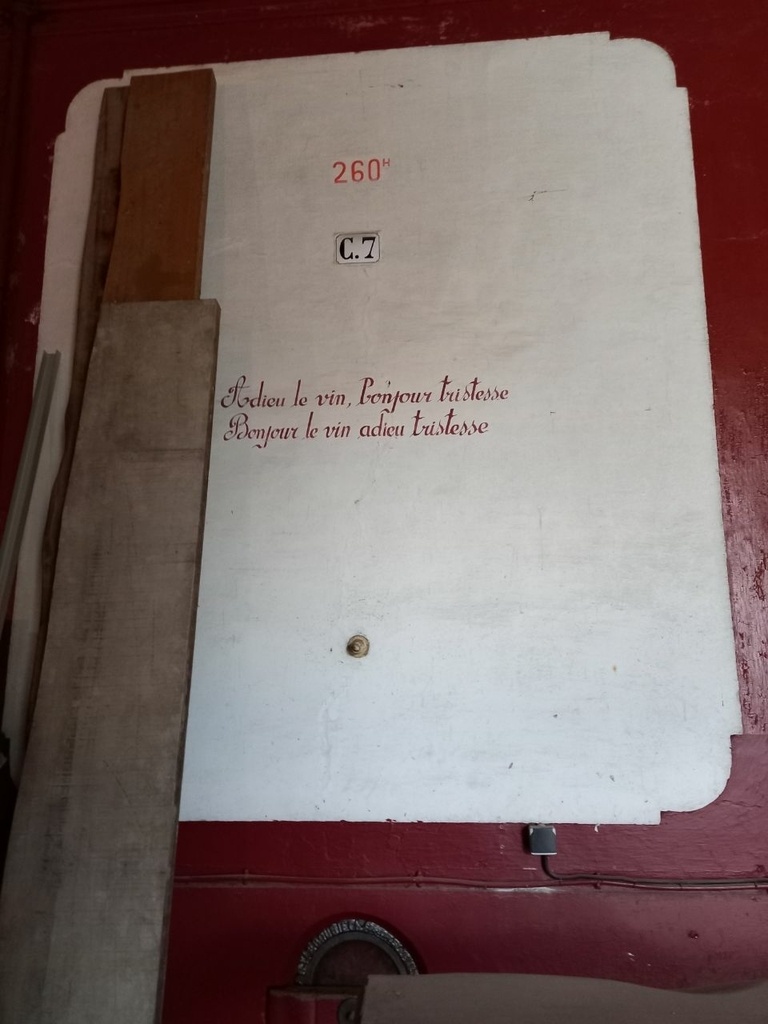 260H
C.7
Adieu le vin, Bonjour tristesse
Bonjour le vin adieu tristesse